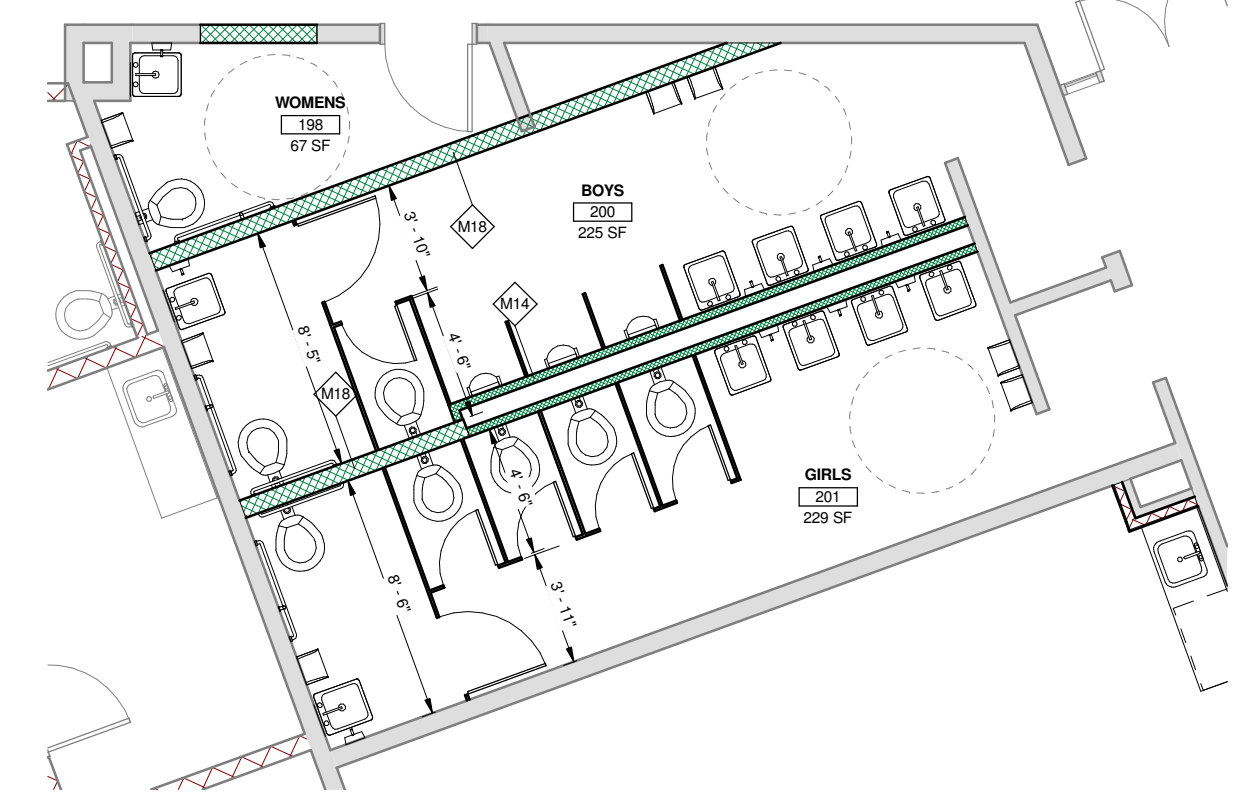 WOMENS
198
67 SF
BOYS
200
225 SF
3' - 10"
M18
M14
8' - 5"
4' - 6"
M18
GIRLS
201
229 SF
4' - 6"
8' - 6"
3' - 11"